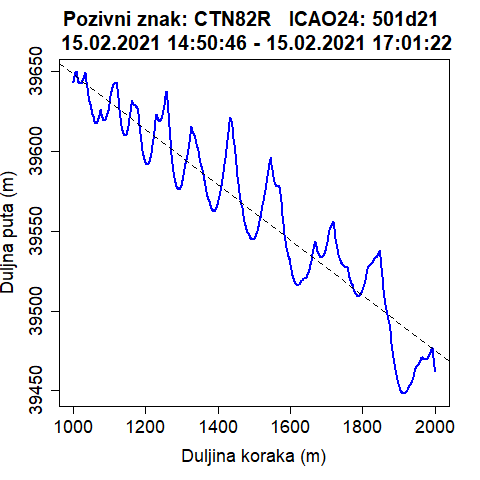 Pozivni znak: CTN82R   ICAO24: 501d21
15.02.2021 14:50:46 - 15.02.2021 17:01:22
Duljna puta (m)
39650
39600
39550
39500
39450
1000 1200 1400 1600 1800 2000
Duljina koraka (m)